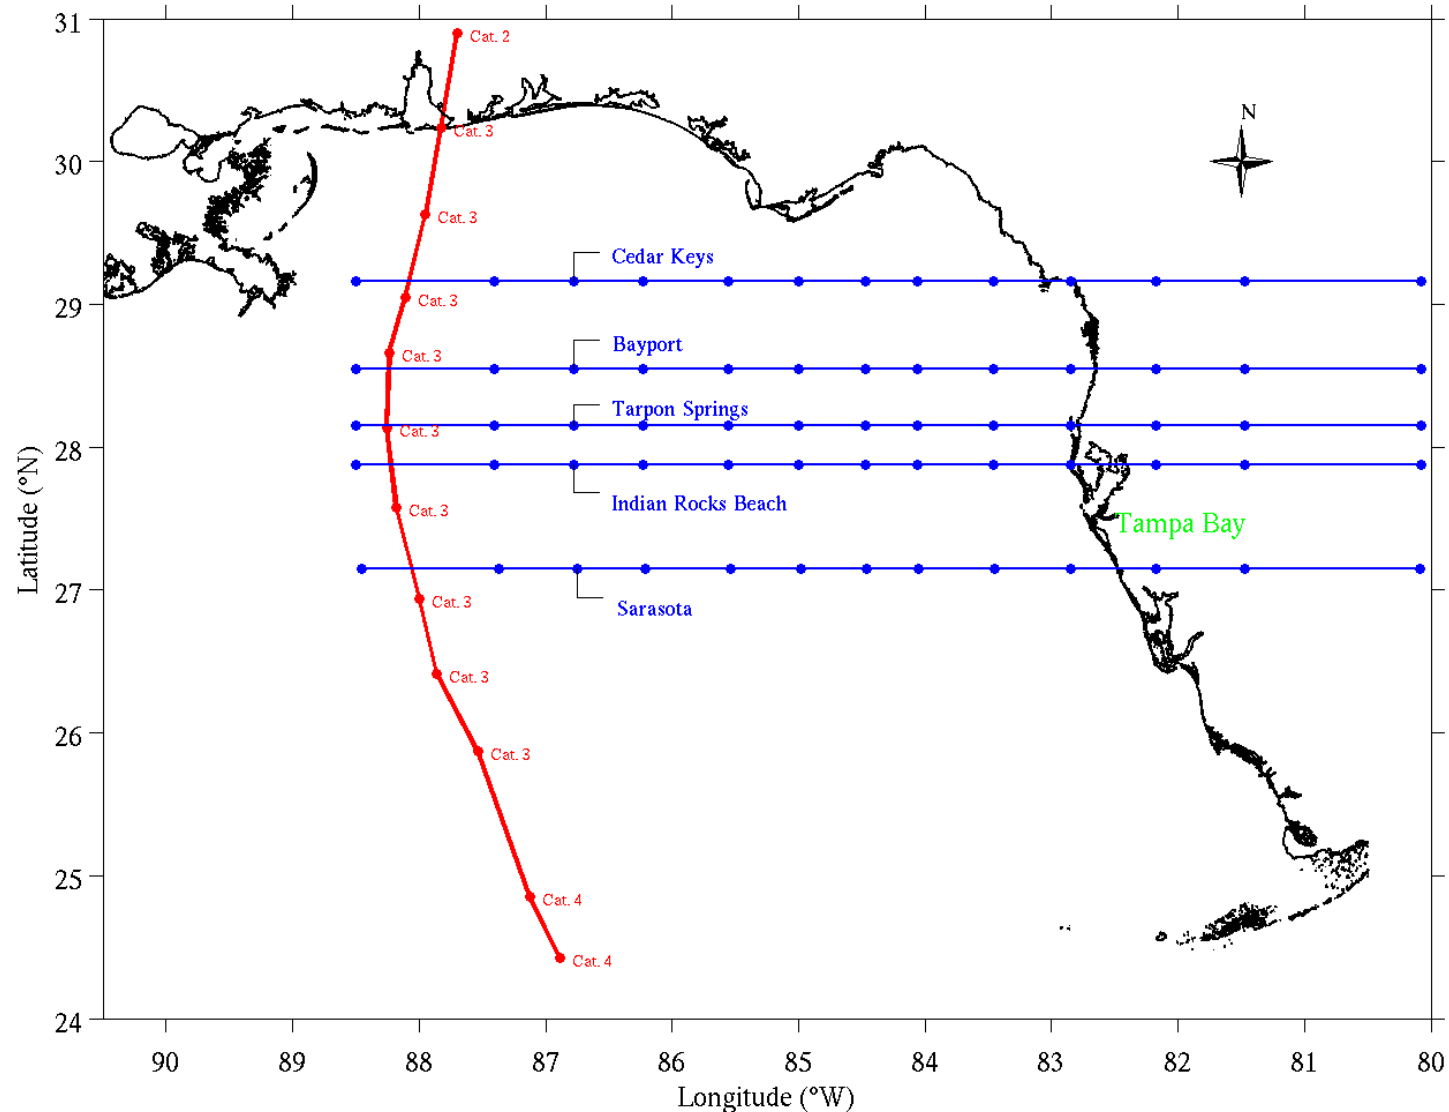 31
Cat. 2
N
Cat. 3
30
Cat. 3
Cedar Keys
29
Cat. 3
Bayport
Cat. 3
Tarpon Springs
Cat. 3
28
Indian Rocks Beach
Cat. 3
Tampa Bay
Latitude (°N)
27
Cat. 3
Sarasota
Cat. 3
26
Cat. 3
25
Cat. 4
Cat. 4
24
90 89 88 87 86 85 84 83 82 81 80
Longitude (°W)